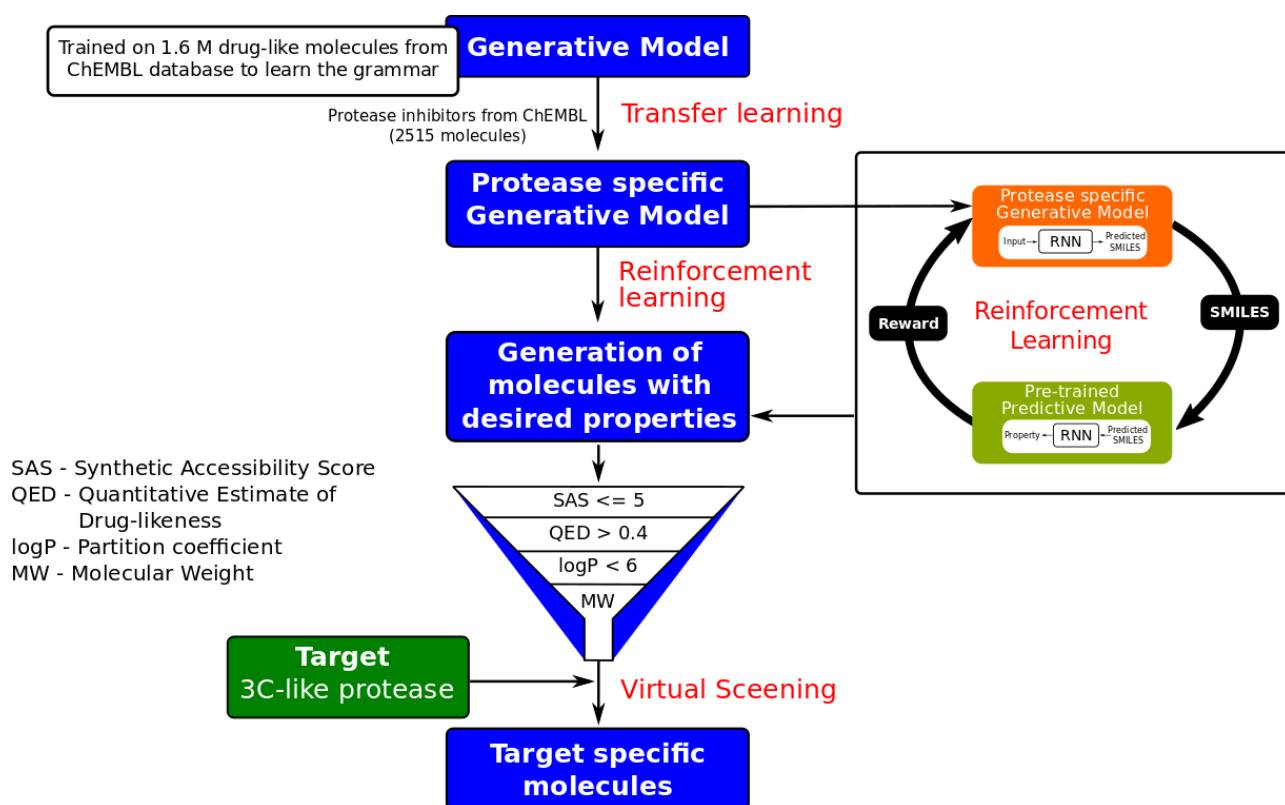 Generative Model
Trained on 1.6 M drug-like molecules from
ChEMBL database to learn the grammar
Protease inhibitors from ChEMBL
(2515 molecules)
Transfer learning
Protease specific
Generative Model
Reinforcement
learning
Protease specific
Generative Model
Input
RNN
Predicted
SMILES
Reward
Reinforcement
Learning
SMILES
Pre-trained
Predictive Model
Property
RNN
Predicted
SMILES
Generation of
molecules with
desired properties
SAS - Synthetic Accessibility Score
QED - Quantitative Estimate of
Drug-likeness
logP - Partition coefficient
MW - Molecular Weight
SAS <= 5
QED > 0.4
logP < 6
MW
Target
3C-like protease
Virtual Sceening
Target specific
molecules